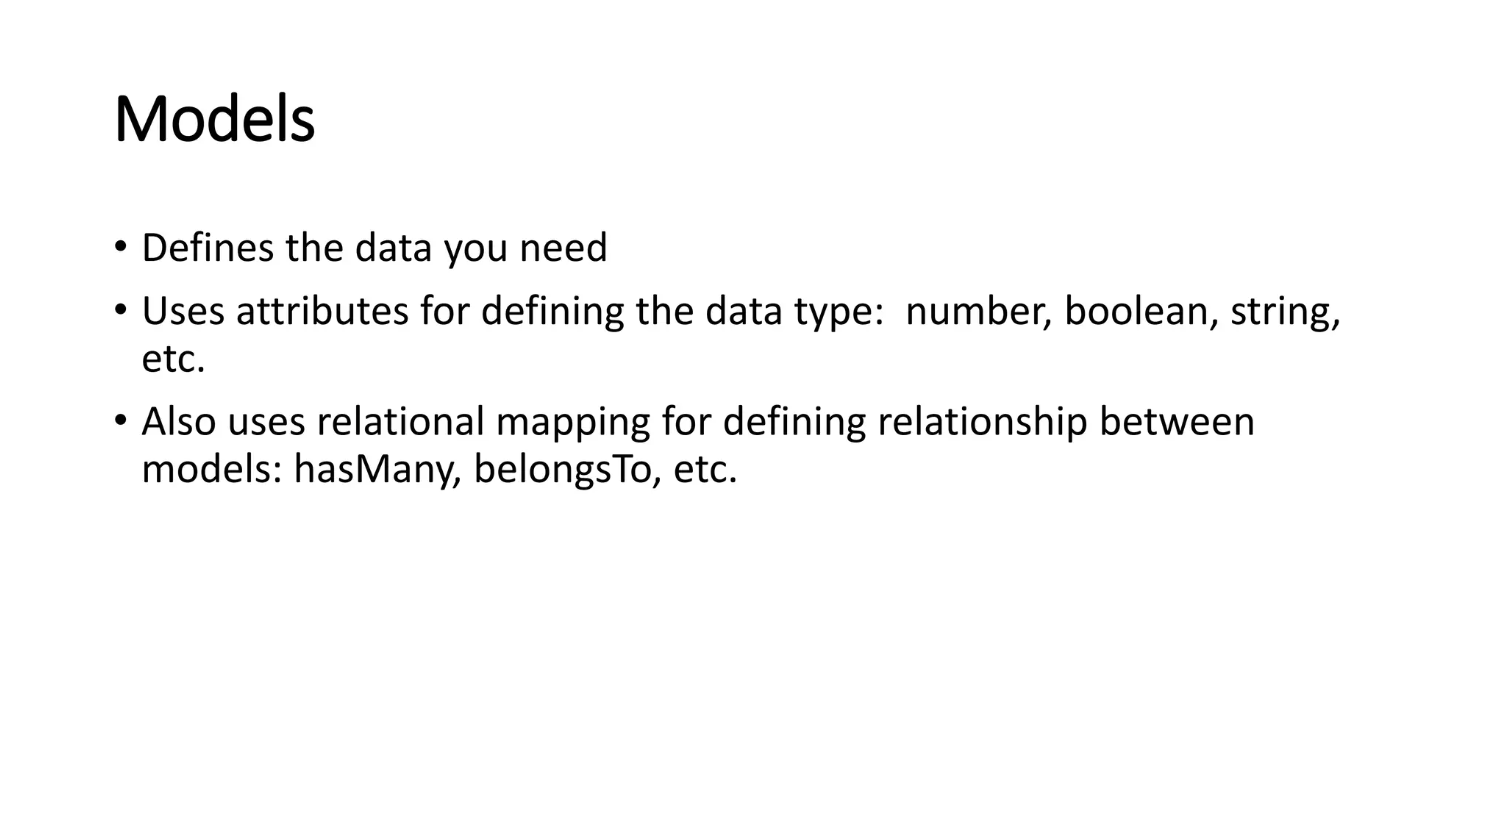 Models
• Defines the data you need
• Uses attributes for defining the data type:  number, boolean, string,
etc.
• Also uses relational mapping for defining relationship between
models: hasMany, belongsTo, etc.